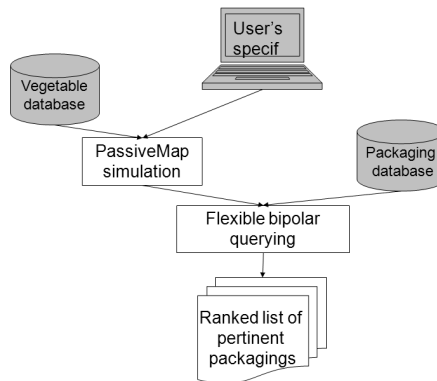 User's
specif
Vegetable
database
PassiveMap
simulation
Packaging
database
Flexible bipolar
querying
Ranked list of
pertinent
packagings